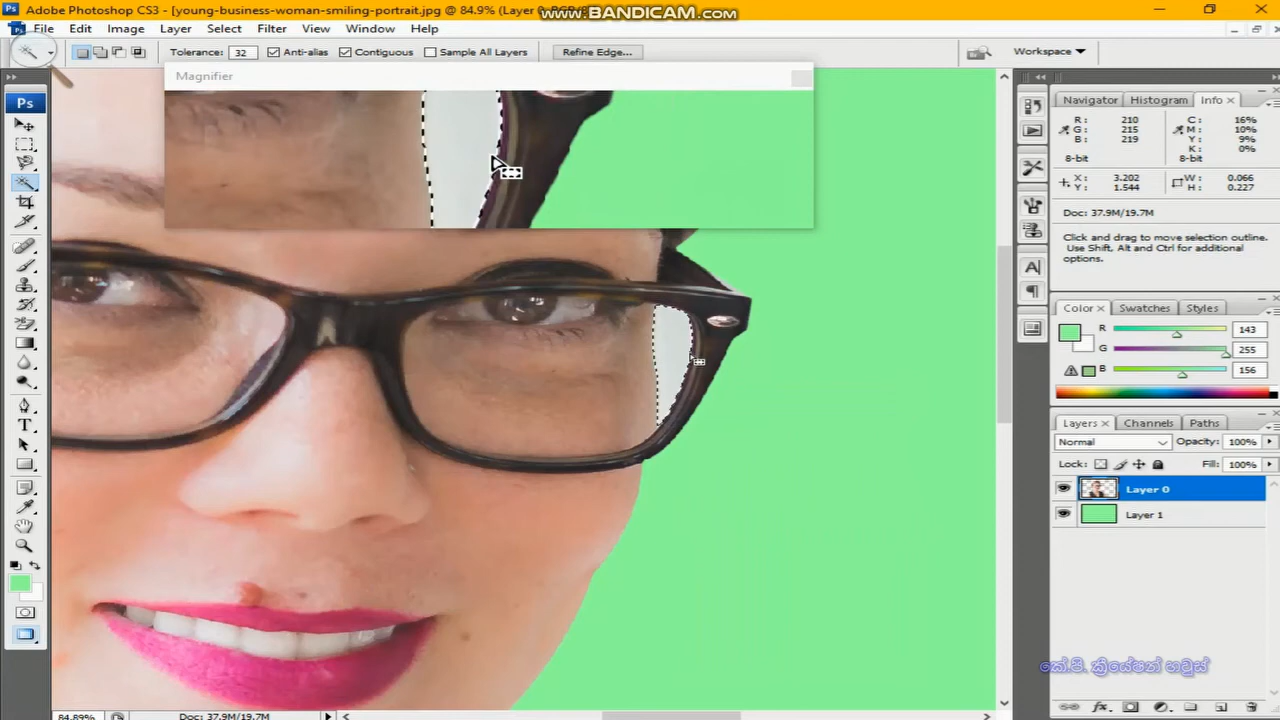 Adobe Photoshop CS3 - [young-business-woman-smiling-portrait.jpg @ 84.9% (Layer 0,
www.BANDICAM.com
File Edit Image Layer Select Filter View Window Help
Tolerance: 32 Anti-alias Contiguous Sample All Layers Refine Edge... Workspace
Magnifier
Ps
Navigator Histogram Info
R: 210 C: 16%
G: 215 M: 10%
B: 219 Y: 9%
K: 0%
8-bit 8-bit
X: 3.202 W: 0.066
Y: 1.544 H: 0.227
Doc: 37.9M/19.7M
Click and drag to move selection outline.
Use Shift, Alt and Ctrl for additional
options.
Color Swatches Styles
R 143
G 255
B 156
Layers Channels Paths
Normal Opacity: 100%
Lock: Fill: 100%
Layer 0
Layer 1
කේ.පී. ක්‍රියේෂන් හවුස්
84.89% Doc: 37.9M/19.7M